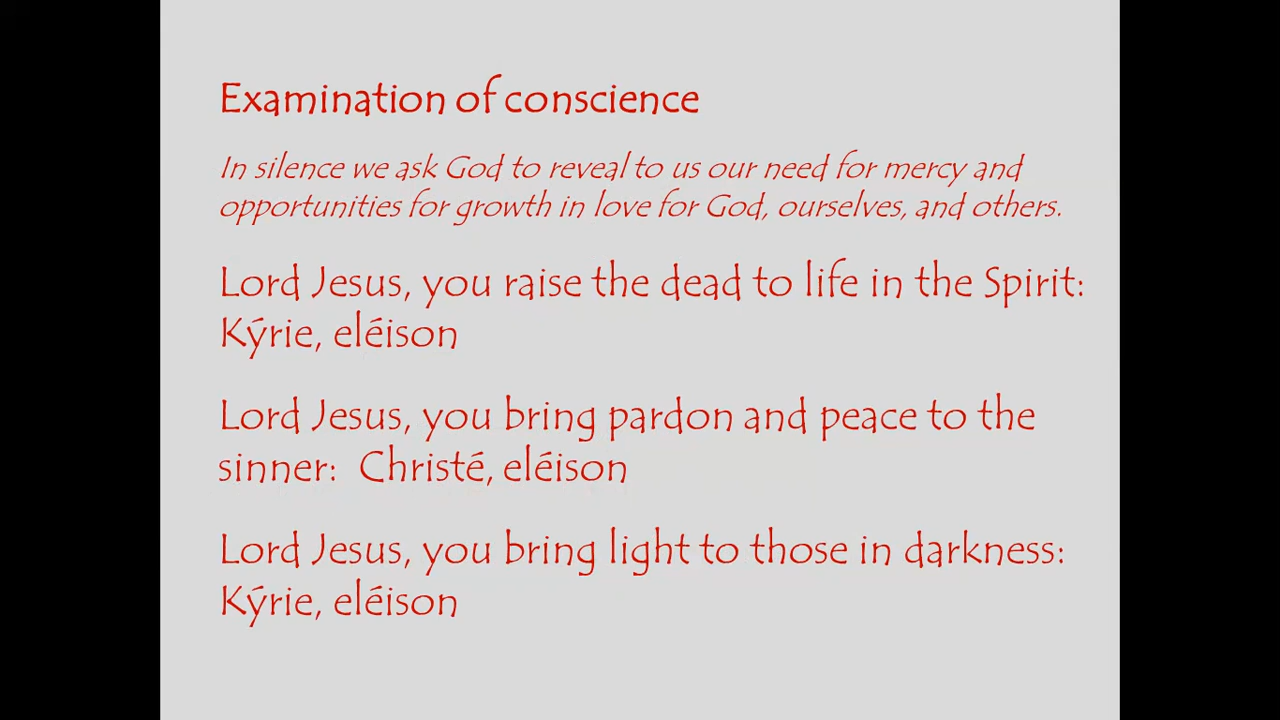 Examination of conscience
In silence we ask God to reveal to us our need for mercy and
opportunities for growth in love for God, ourselves, and others.
Lord Jesus, you raise the dead to life in the Spirit:
Kýrie, eléison
Lord Jesus, you bring pardon and peace to the
sinner:  Christé, eléison
Lord Jesus, you bring light to those in darkness:
Kýrie, eléison